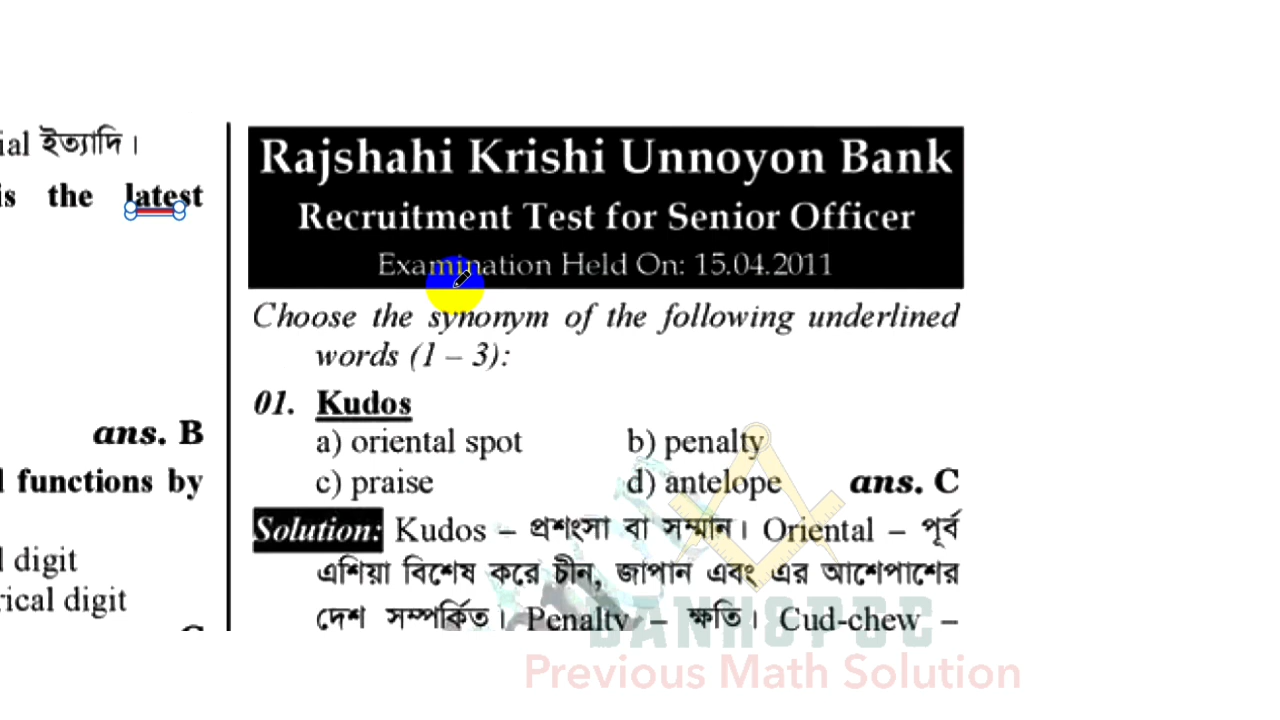 ial ইত্যাদি।
is the latest
ans. B
functions by
digit
rical digit
Rajshahi Krishi Unnoyon Bank
Recruitment Test for Senior Officer
Examination Held On: 15.04.2011
Choose the synonym of the following underlined
words (1 – 3):
01. Kudos
a) oriental spot b) penalty
c) praise d) antelope ans. C
Solution: Kudos – প্রশংসা বা সম্মান। Oriental – পূর্ব
এশিয়া বিশেষ করে চীন, জাপান এবং এর আশেপাশের
দেশ সম্পর্কিত। Penalty – ক্ষতি। Cud-chew –
Previous Math Solution